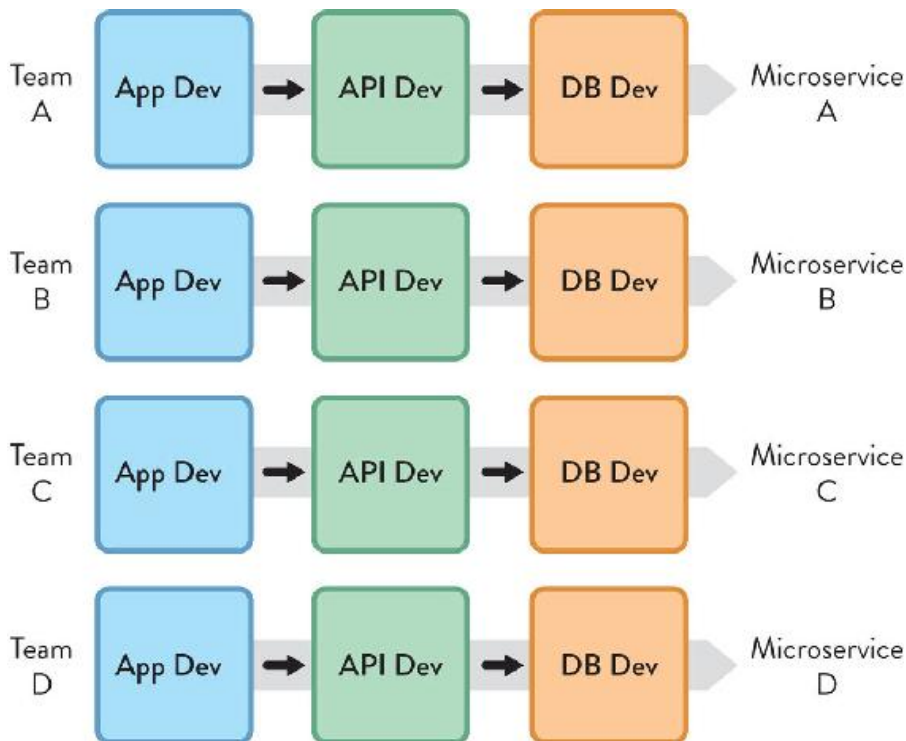 Team
A
App Dev
API Dev
DB Dev
Microservice
A
Team
B
App Dev
API Dev
DB Dev
Microservice
B
Team
C
App Dev
API Dev
DB Dev
Microservice
C
Team
D
App Dev
API Dev
DB Dev
Microservice
D